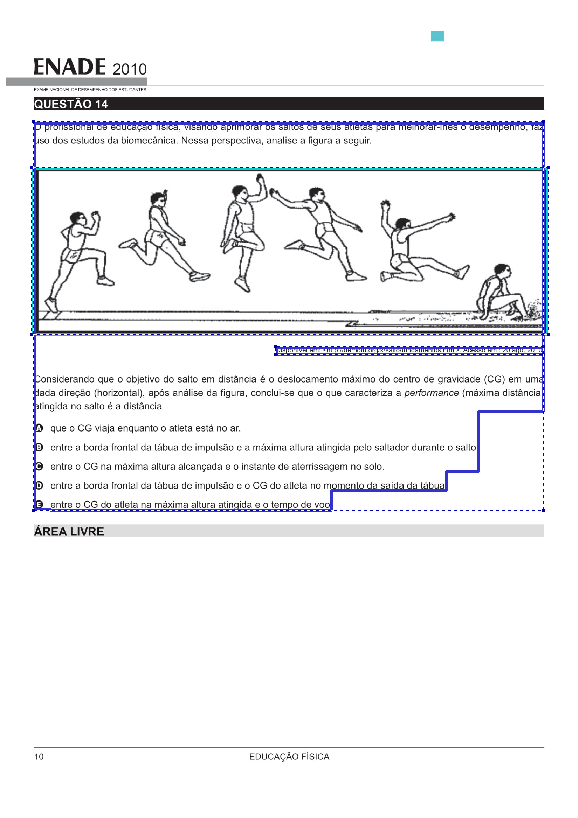 ENADE 2010
EXAME NACIONAL DE DESEMPENHO DOS ESTUDANTES
QUESTÃO 14
O profissional de educação física, visando aprimorar os saltos de seus atletas para melhorar-lhes o desempenho, faz
uso dos estudos da biomecânica. Nessa perspectiva, analise a figura a seguir.
Considerando que o objetivo do salto em distância é o deslocamento máximo do centro de gravidade (CG) em uma
dada direção (horizontal), após análise da figura, conclui-se que o que caracteriza a performance (máxima distância
atingida no salto é a distância
A que o CG viaja enquanto o atleta está no ar.
B entre a borda frontal da tábua de impulsão e a máxima altura atingida pelo saltador durante o salto
C entre o CG na máxima altura alcançada e o instante de aterrissagem no solo.
D entre a borda frontal da tábua de impulsão e o CG do atleta no momento da saída da tábua
E entre o CG do atleta na máxima altura atingida e o tempo de voo
ÁREA LIVRE
10
EDUCAÇÃO FÍSICA